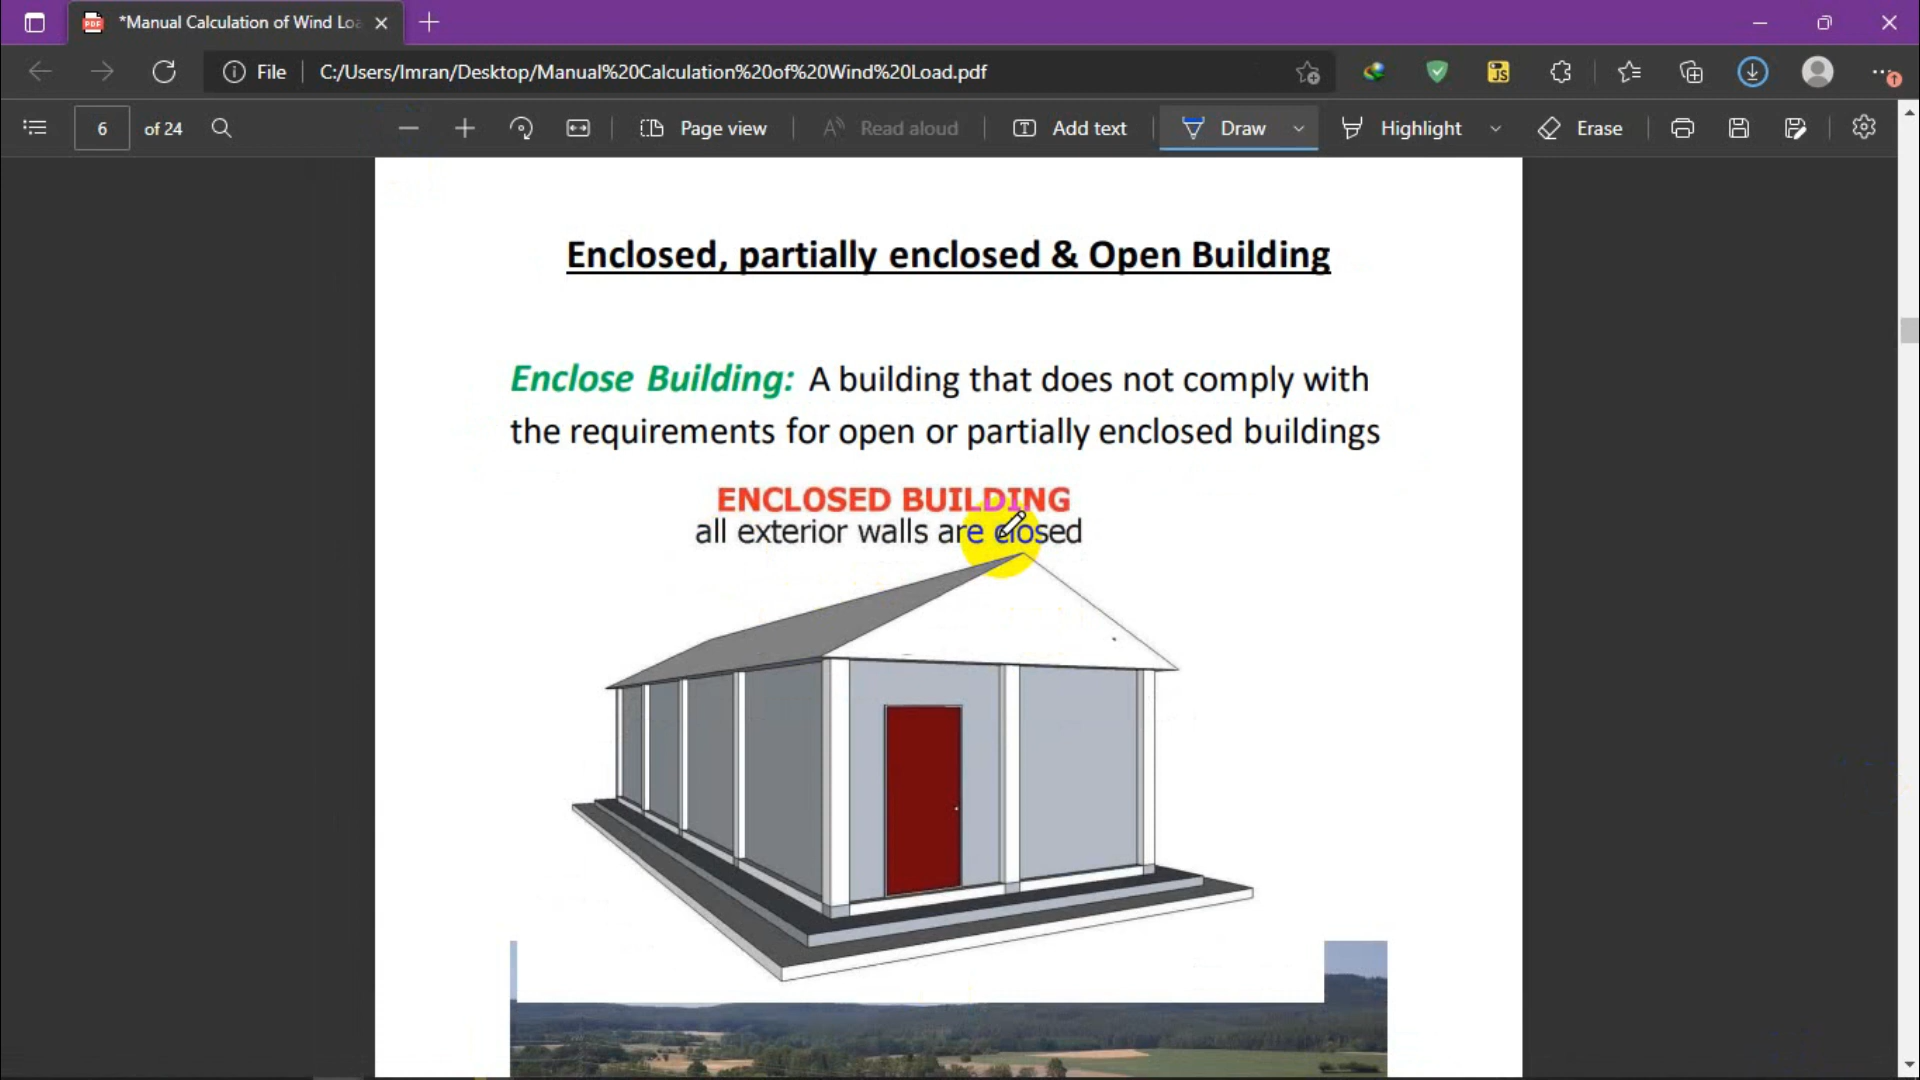 *Manual Calculation of Wind Loa
File
C:/Users/Imran/Desktop/Manual%20Calculation%20of%20Wind%20Load.pdf
JS
6 of 24
Page view
Read aloud
Add text
Draw
Highlight
Erase
Enclosed, partially enclosed & Open Building
Enclose Building: A building that does not comply with
the requirements for open or partially enclosed buildings
ENCLOSED BUILDING
all exterior walls are closed